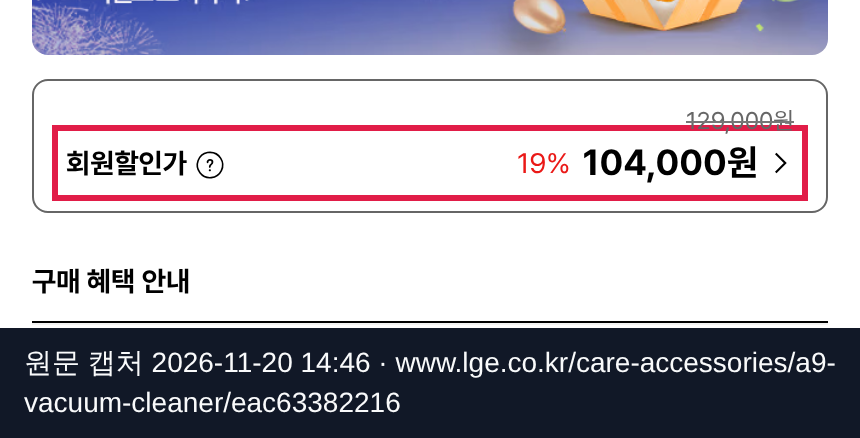 129,000원
회원할인가 ? 19% 104,000원
구매 혜택 안내
원문 캡처 2026-11-20 14:46 · www.lge.co.kr/care-accessories/a9-
vacuum-cleaner/eac63382216